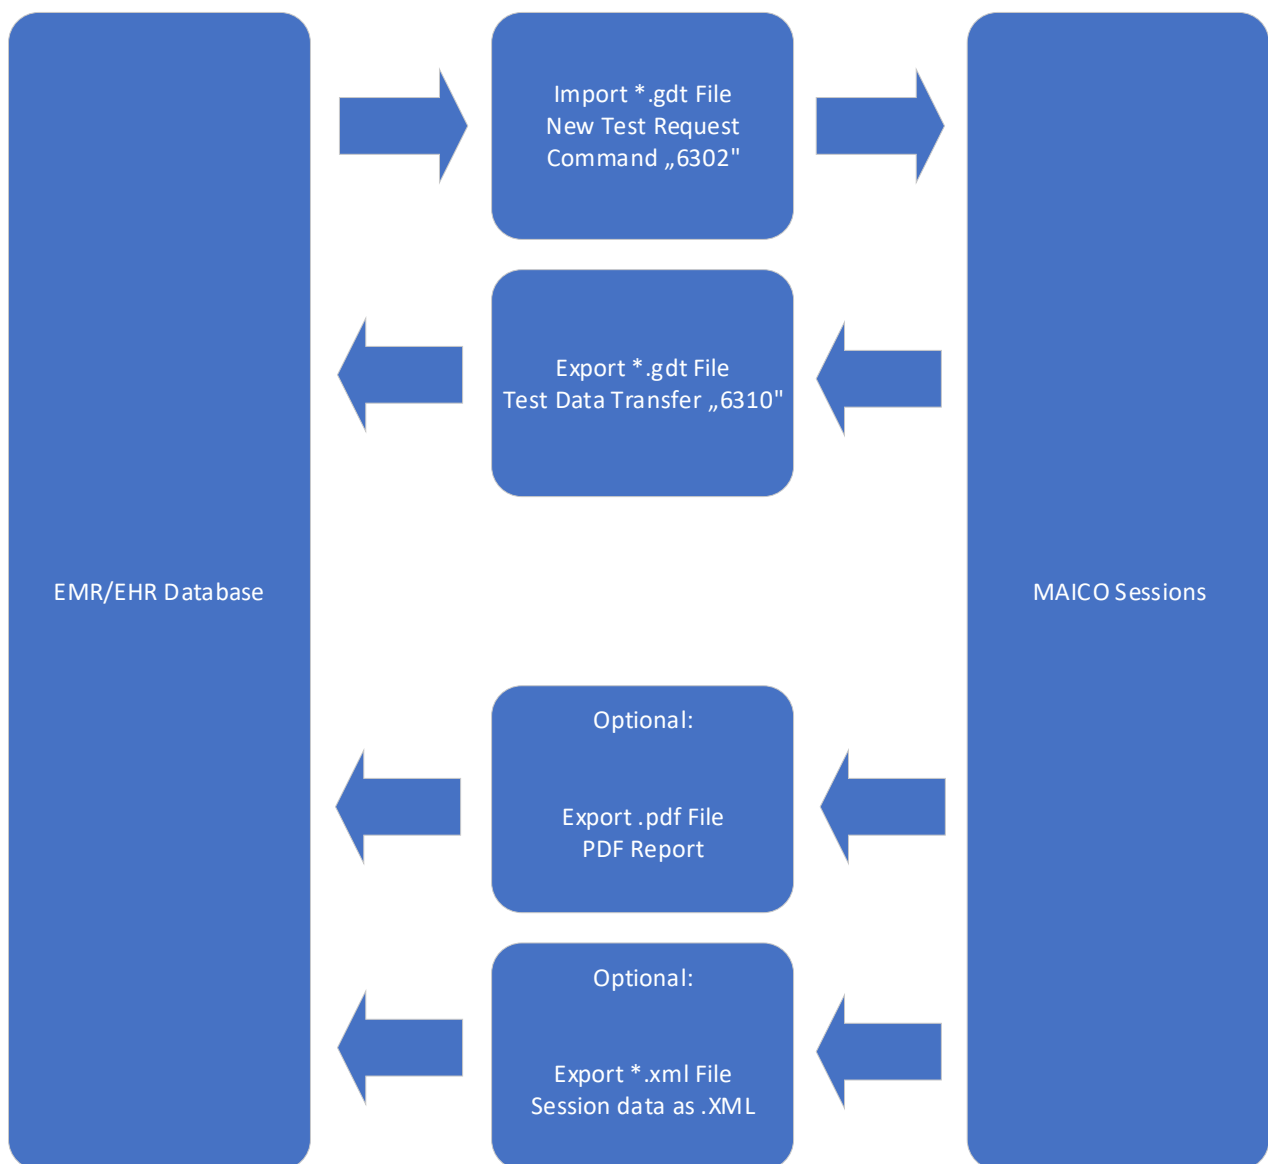 Import *.gdt File
New Test Request
Command „6302"
Export *.gdt File
Test Data Transfer „6310"
EMR/EHR Database
MAICO Sessions
Optional:
Export .pdf File
PDF Report
Optional:
Export *.xml File
Session data as .XML